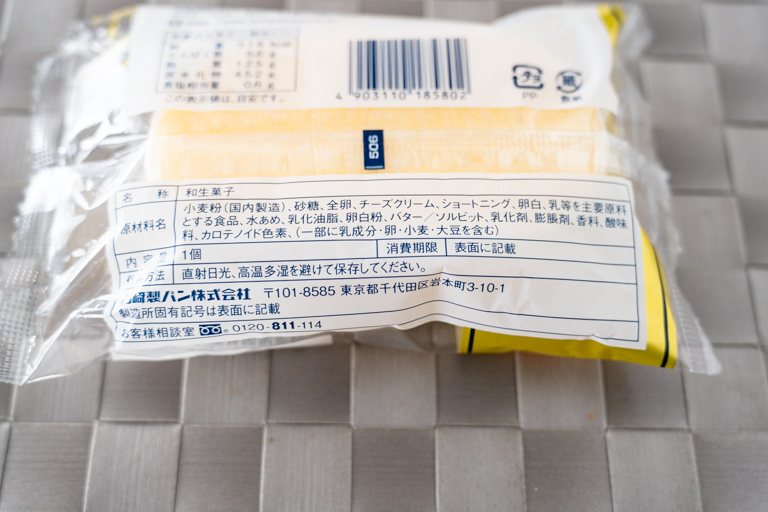 4 903110 185802
プラ
PP
この表示値は、目安です。
506
名 称 和生菓子
原材料名 小麦粉(国内製造)、砂糖、全卵、チーズクリーム、ショートニング、卵白、乳等を主要原料
とする食品、水あめ、乳化油脂、卵白粉、バター/ソルビット、乳化剤、膨脹剤、香料、酸味
料、カロテノイド色素、(一部に乳成分・卵・小麦・大豆を含む)
内容量 1個 消費期限 表面に記載
方法 直射日光、高温多湿を避けて保存してください。
山崎製パン株式会社 〒101-8585 東京都千代田区岩本町3-10-1
製造所固有記号は表面に記載
お客様相談室 0120-811-114